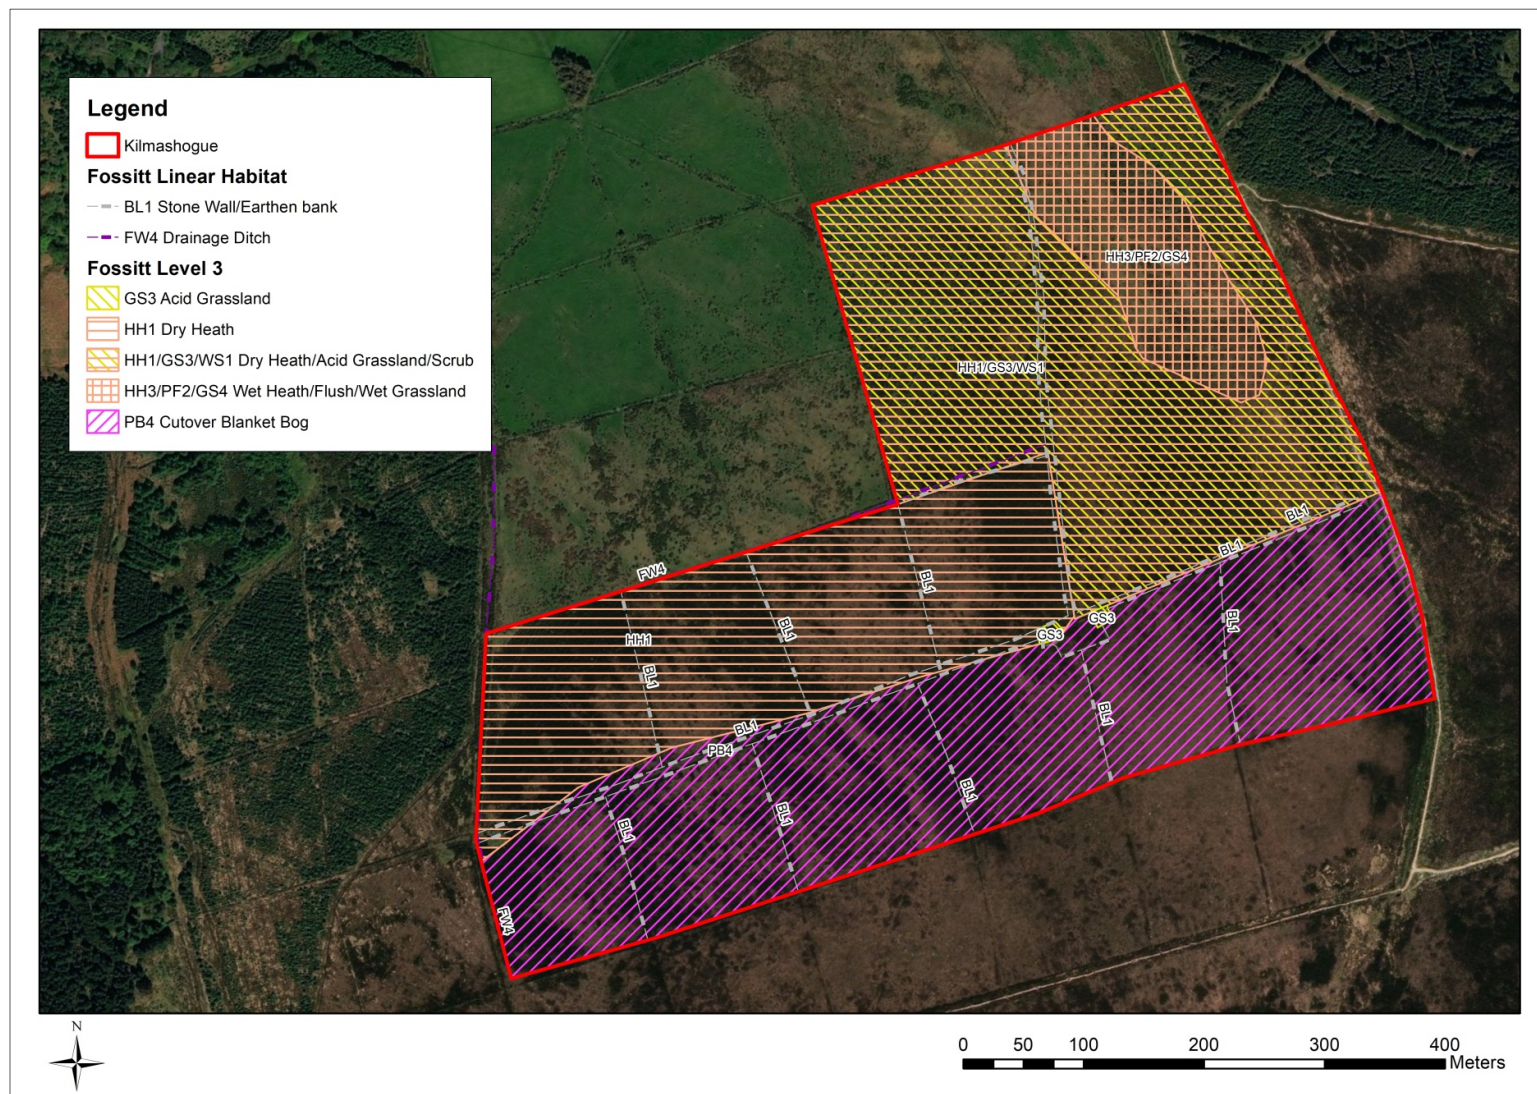 Legend
Kilmashogue
Fossitt Linear Habitat
BL1 Stone Wall/Earthen bank
FW4 Drainage Ditch
Fossitt Level 3
GS3 Acid Grassland
HH1 Dry Heath
HH1/GS3/WS1 Dry Heath/Acid Grassland/Scrub
HH3/PF2/GS4 Wet Heath/Flush/Wet Grassland
PB4 Cutover Blanket Bog
HH3/PF2/GS4
HH1/GS3/WS1
BL1
BL1
FW4
BL1
GS3
GS3
BL1
BL1
HH1
BL1
BL1
PB4
BL1
BL1
BL1
BL1
FW4
N
0 50 100 200 300 400
Meters